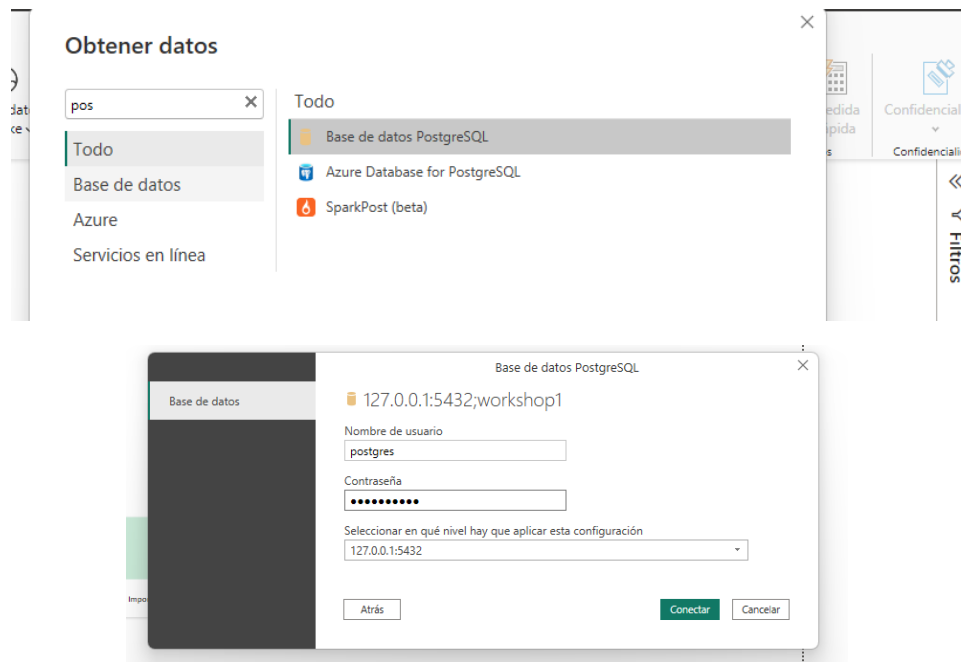 Obtener datos
pos
Todo
Base de datos
Azure
Servicios en línea
Todo
Base de datos PostgreSQL
Azure Database for PostgreSQL
SparkPost (beta)
Confidencial
Confidenciali
Filtros
Base de datos PostgreSQL
Base de datos
127.0.0.1:5432;workshop1
Nombre de usuario
postgres
Contraseña
••••••••••
Seleccionar en qué nivel hay que aplicar esta configuración
127.0.0.1:5432
Impo
Atrás
Conectar
Cancelar